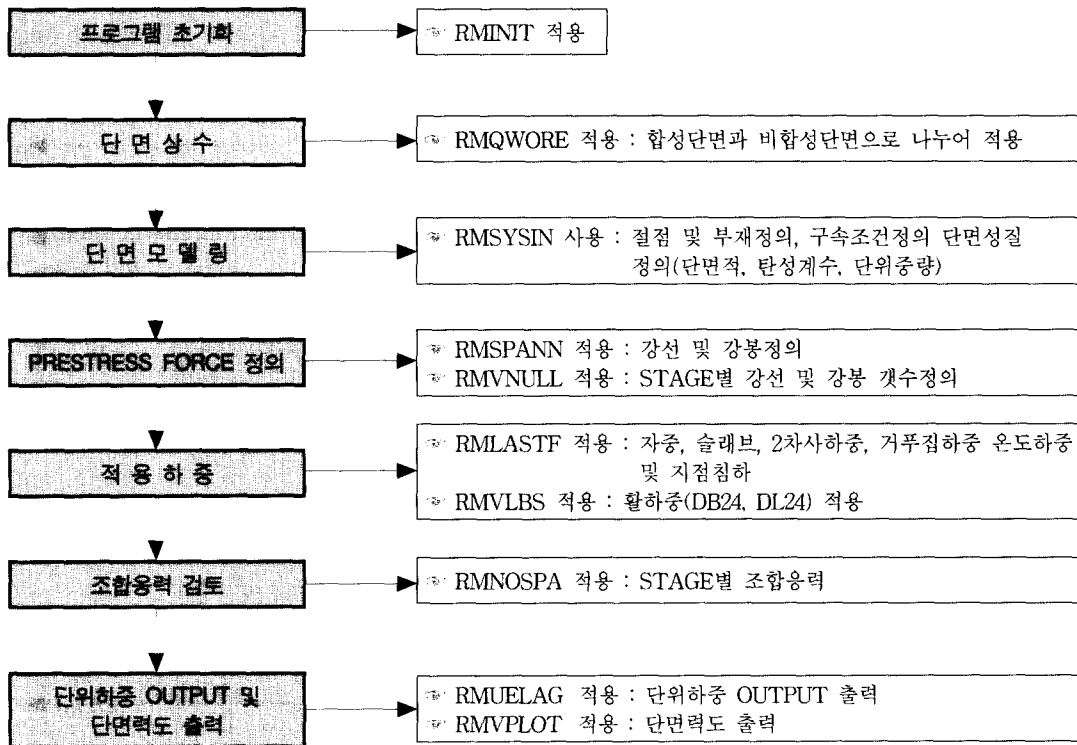 프로그램 초기화
☞ RMINIT 적용
단 면 상 수
☞ RMQWORE 적용 : 합성단면과 비합성단면으로 나누어 적용
단 면 모 델 링
☞ RMSYSIN 사용 : 절점 및 부재정의, 구속조건정의 단면성질
정의(단면적, 탄성계수, 단위중량)
PRESTRESS FORCE 정의
☞ RMSPANN 적용 : 강선 및 강봉정의
☞ RMVNULL 적용 : STAGE별 강선 및 강봉 갯수정의
적 용 하 중
☞ RMLASTF 적용 : 자중, 슬래브, 2차사하중, 거푸집하중 온도하중
및 지점침하
☞ RMVLBS 적용 : 활하중(DB24, DL24) 적용
조합응력 검토
☞ RMNOSPA 적용 : STAGE별 조합응력
단위하중 OUTPUT 및
단면력도 출력
☞ RMUELAG 적용 : 단위하중 OUTPUT 출력
☞ RMVPLOT 적용 : 단면력도 출력